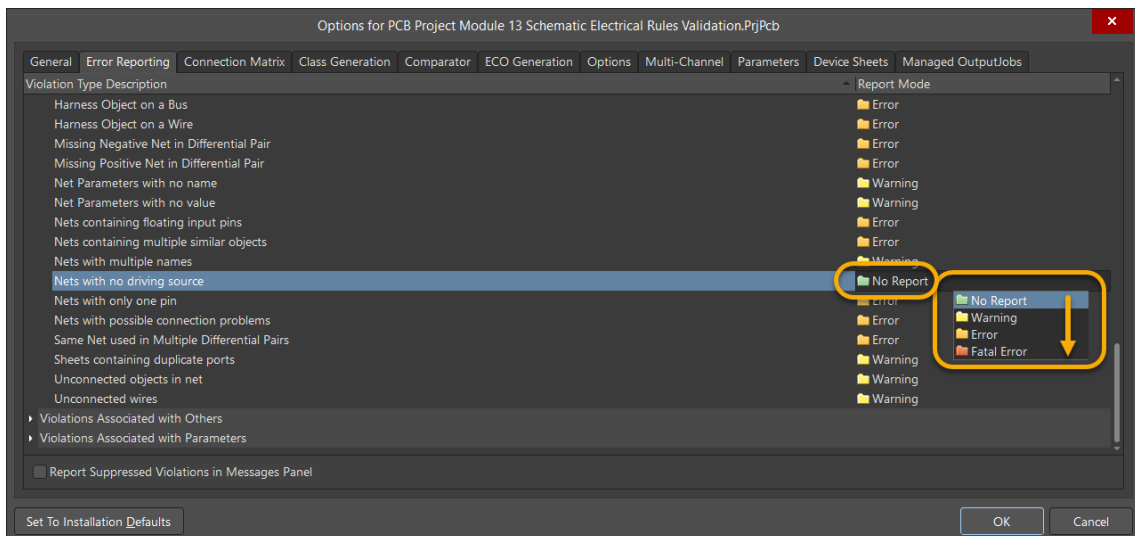 Options for PCB Project Module 13 Schematic Electrical Rules Validation.PrjPcb
General Error Reporting Connection Matrix Class Generation Comparator ECO Generation Options Multi-Channel Parameters Device Sheets Managed OutputJobs
Violation Type Description Report Mode
Harness Object on a Bus Error
Harness Object on a Wire Error
Missing Negative Net in Differential Pair Error
Missing Positive Net in Differential Pair Error
Net Parameters with no name Warning
Net Parameters with no value Warning
Nets containing floating input pins Error
Nets containing multiple similar objects Error
Nets with multiple names Warning
Nets with no driving source No Report
Nets with only one pin Error No Report
Nets with possible connection problems Error Warning
Same Net used in Multiple Differential Pairs Error Error
Sheets containing duplicate ports Warning Fatal Error
Unconnected objects in net Warning
Unconnected wires Warning
Violations Associated with Others
Violations Associated with Parameters
Report Suppressed Violations in Messages Panel
Set To Installation Defaults OK Cancel